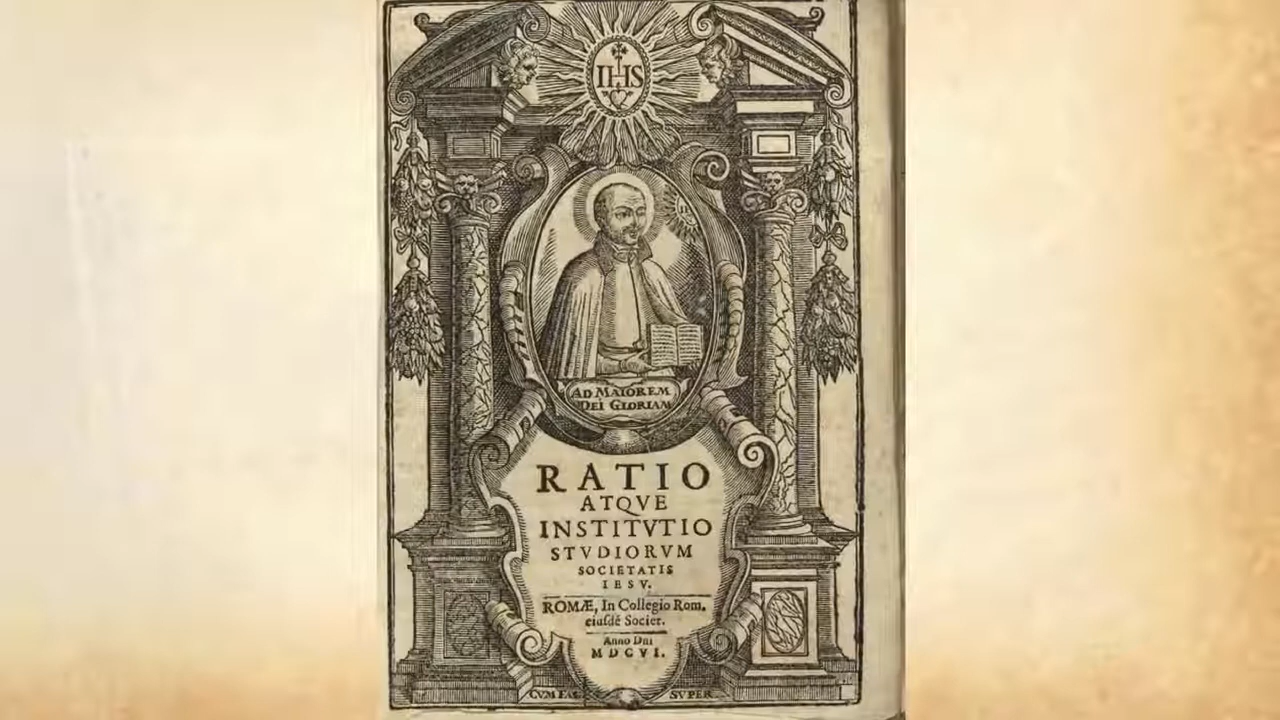 IHS
AD MAIOREM
DEI GLORIAM
RATIO
ATQVE
INSTITVTIO
STVDIORVM
SOCIETATIS
IESV.
ROMÆ, In Collegio Rom.
eiusdē Societ.
Anno Dni
MDCVI.
CVM FAC. SVPER.